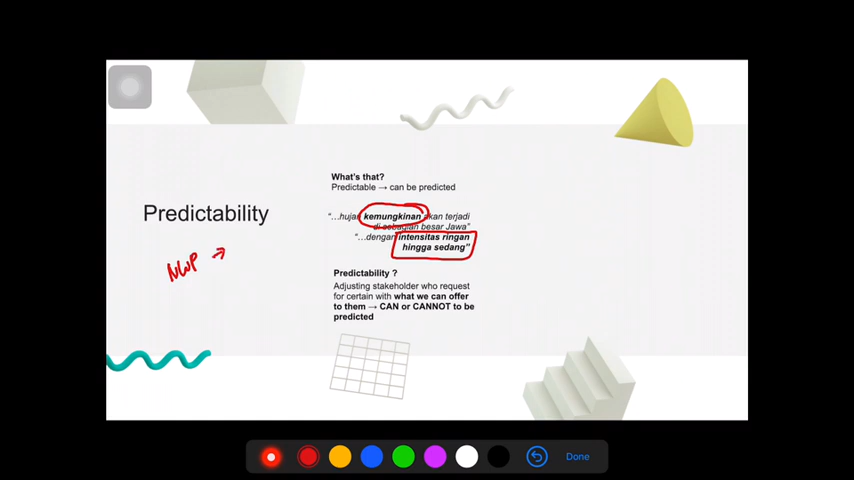 What's that?
Predictable → can be predicted
Predictability
"...hujan kemungkinan akan terjadi
di sebagian besar Jawa"
"...dengan intensitas ringan
hingga sedang"
NWP →
Predictability ?
Adjusting stakeholder who request
for certain with what we can offer
to them → CAN or CANNOT to be
predicted
Done